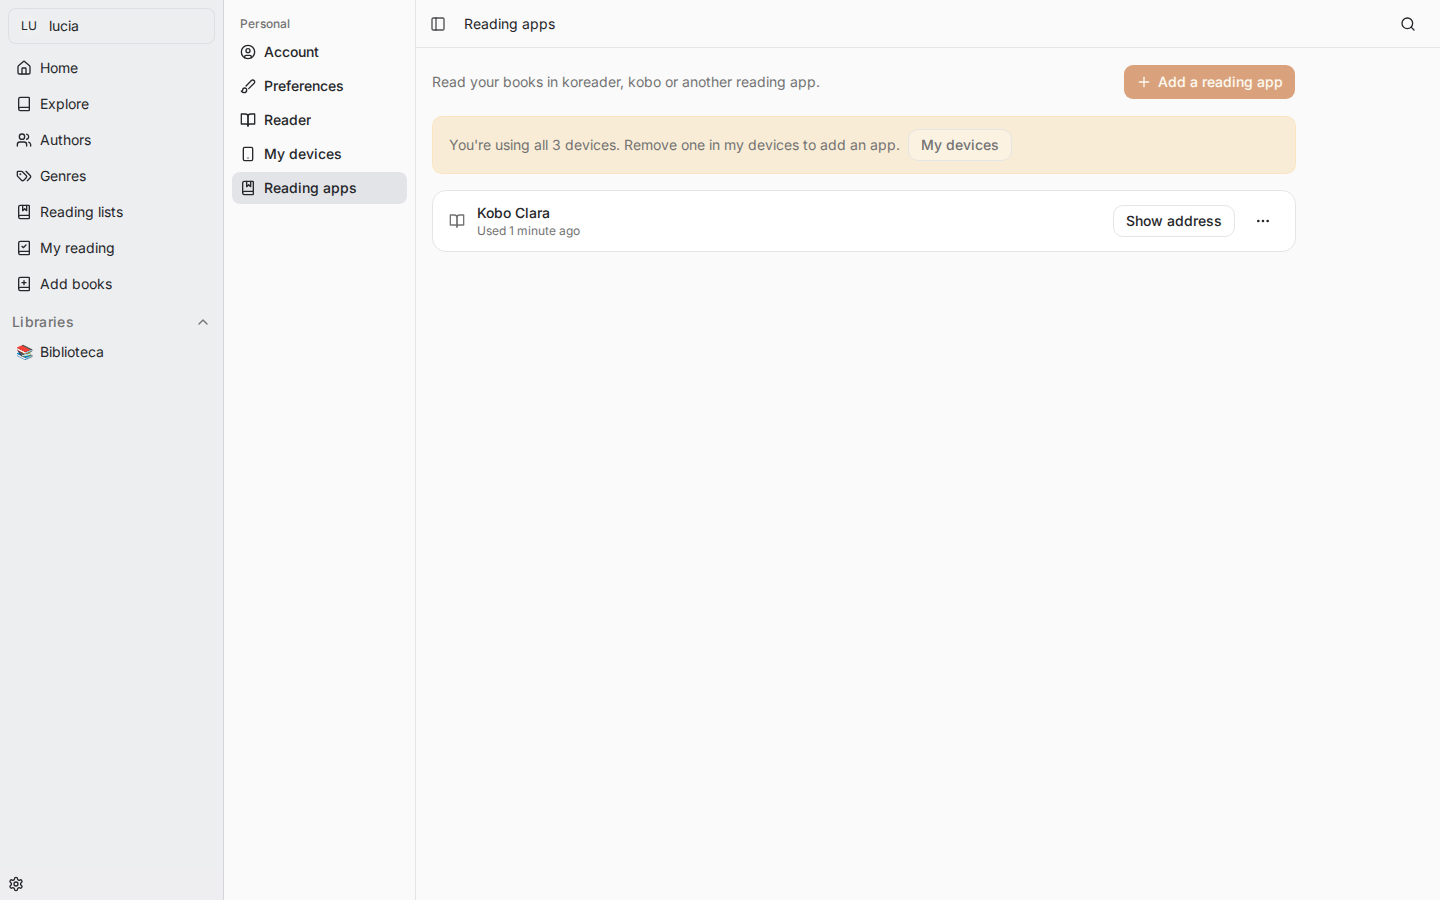 LU lucia
Home
Explore
Authors
Genres
Reading lists
My reading
Add books
Libraries
Biblioteca
Personal
Account
Preferences
Reader
My devices
Reading apps
Reading apps
Read your books in koreader, kobo or another reading app.
Add a reading app
You're using all 3 devices. Remove one in my devices to add an app.
My devices
Kobo Clara
Used 1 minute ago
Show address